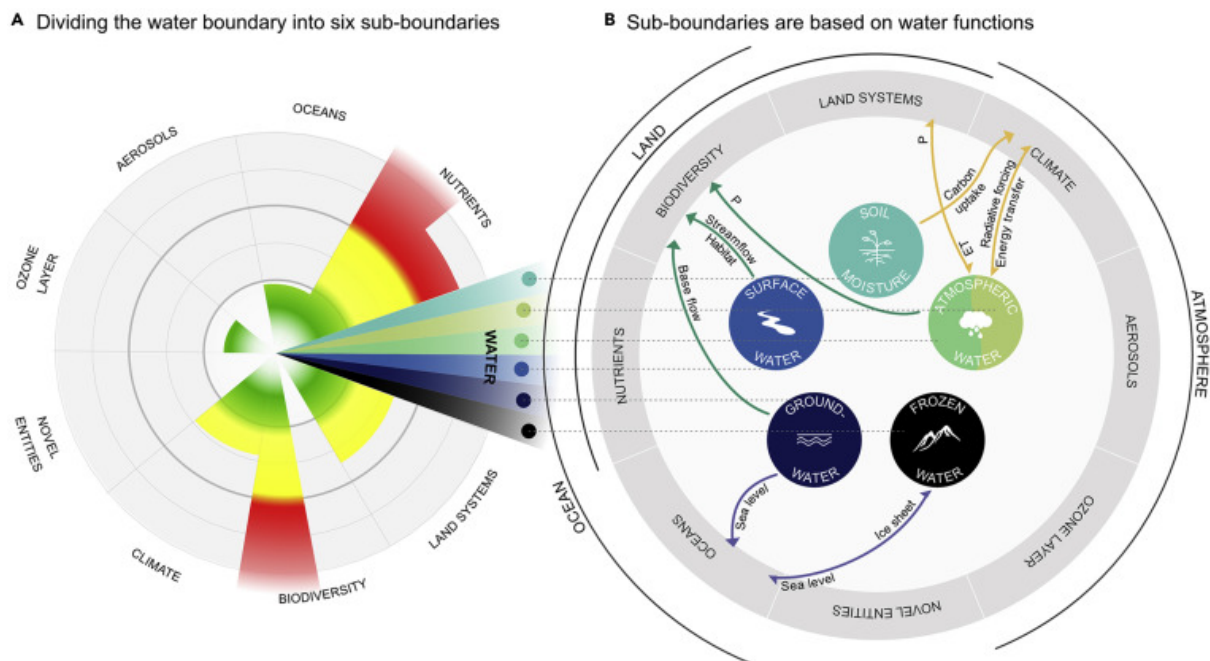 A Dividing the water boundary into six sub-boundaries
OCEANS
AEROSOLS
NUTRIENTS
OZONE
LAYER
WATER
NOVEL
ENTITIES
LAND SYSTEMS
CLIMATE
BIODIVERSITY
B Sub-boundaries are based on water functions
LAND SYSTEMS
LAND
BIODIVERSITY
CLIMATE
P
Carbon
uptake
Radiative forcing
Energy transfer
P
Streamflow
Habitat
ET
SOIL
MOISTURE
Base flow
SURFACE
WATER
ATMOSPHERIC
WATER
ATMOSPHERE
NUTRIENTS
AEROSOLS
GROUND-
WATER
FROZEN
WATER
OCEAN
Sea level
Ice sheet
OCEANS
OZONE LAYER
Sea level
NOVEL ENTITIES